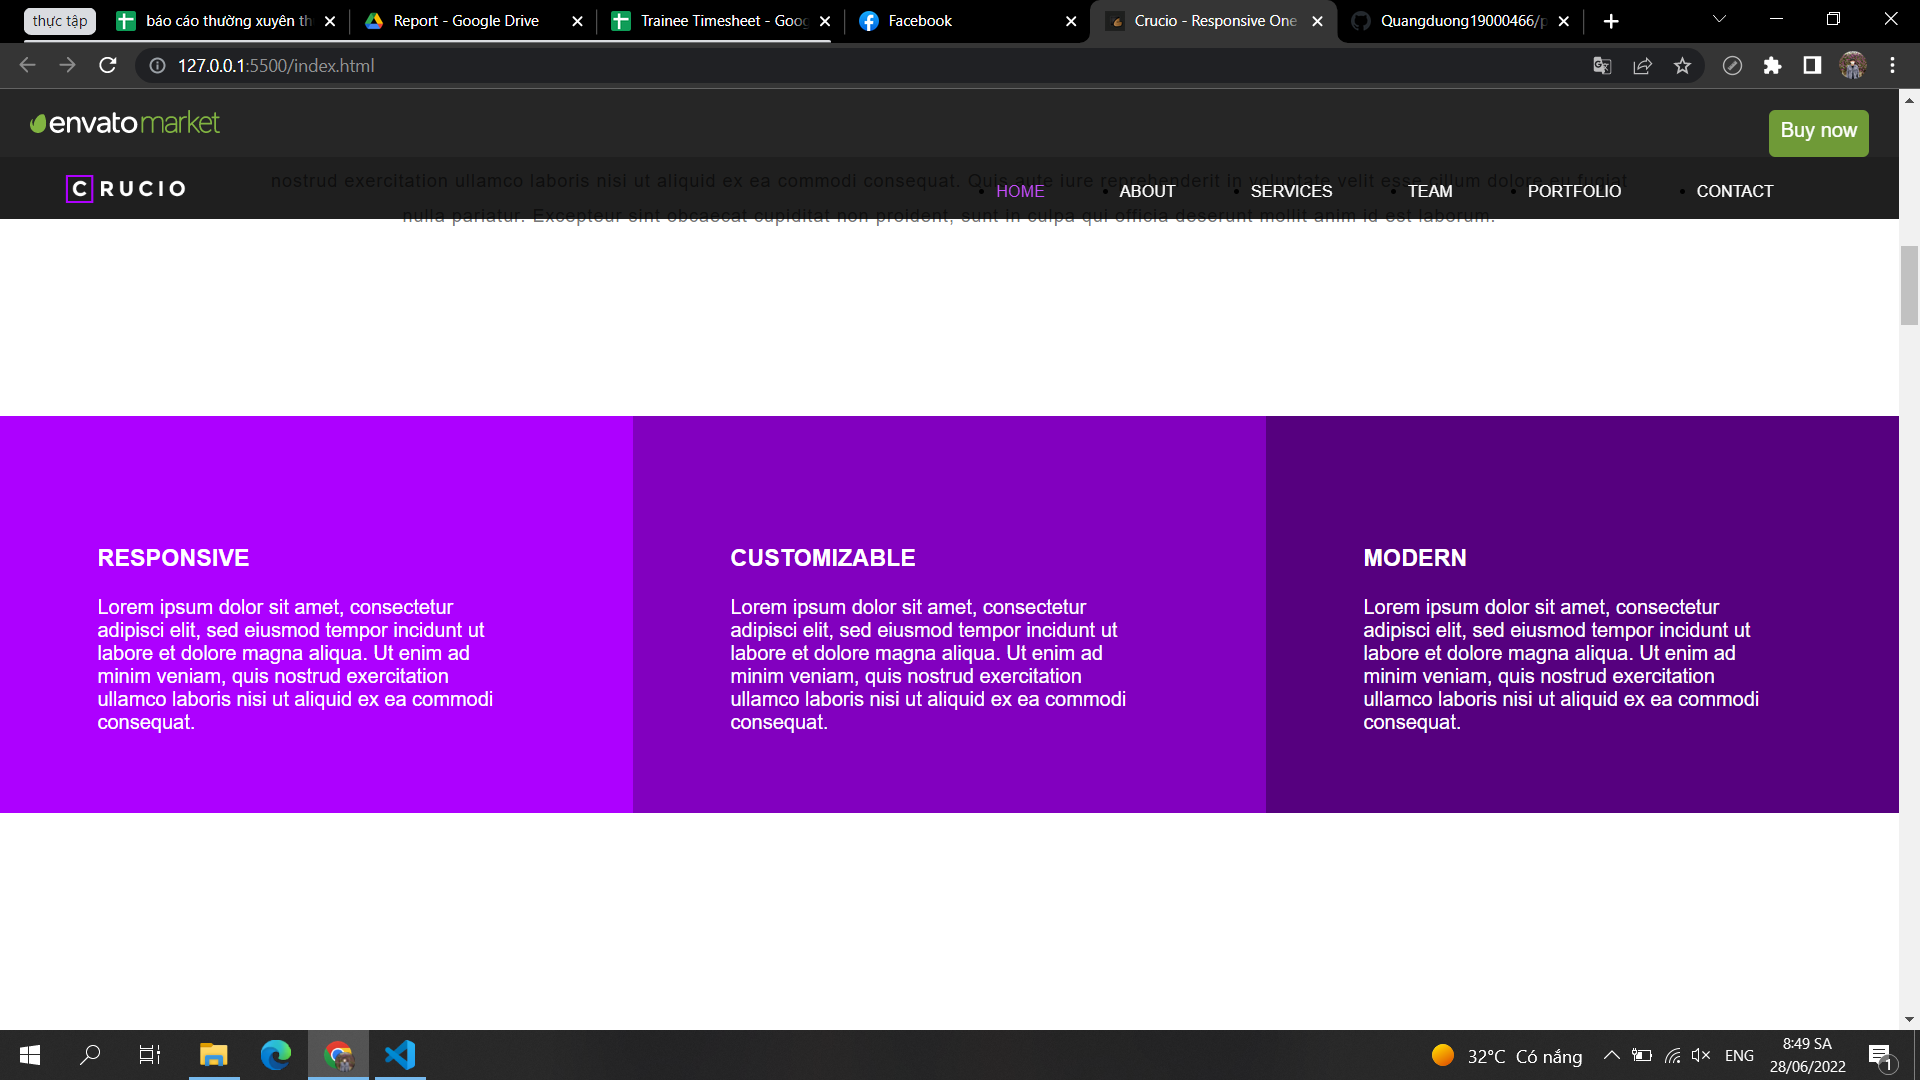 thực tập
báo cáo thường xuyên th
Report - Google Drive
Trainee Timesheet - Goog
Facebook
Crucio - Responsive One
Quangduong19000466/p
127.0.0.1:5500/index.html
envatomarket
Buy now
CRUCIO
HOME
ABOUT
SERVICES
TEAM
PORTFOLIO
CONTACT
nostrud exercitation ullamco laboris nisi ut aliquid ex ea commodi consequat. Quis aute iure reprehenderit in voluptate velit esse cillum dolore eu fugiat
nulla pariatur. Excepteur sint obcaecat cupiditat non proident, sunt in culpa qui officia deserunt mollit anim id est laborum.
RESPONSIVE
Lorem ipsum dolor sit amet, consectetur
adipisci elit, sed eiusmod tempor incidunt ut
labore et dolore magna aliqua. Ut enim ad
minim veniam, quis nostrud exercitation
ullamco laboris nisi ut aliquid ex ea commodi
consequat.
CUSTOMIZABLE
Lorem ipsum dolor sit amet, consectetur
adipisci elit, sed eiusmod tempor incidunt ut
labore et dolore magna aliqua. Ut enim ad
minim veniam, quis nostrud exercitation
ullamco laboris nisi ut aliquid ex ea commodi
consequat.
MODERN
Lorem ipsum dolor sit amet, consectetur
adipisci elit, sed eiusmod tempor incidunt ut
labore et dolore magna aliqua. Ut enim ad
minim veniam, quis nostrud exercitation
ullamco laboris nisi ut aliquid ex ea commodi
consequat.
32°C Có nắng
ENG
8:49 SA
28/06/2022
1